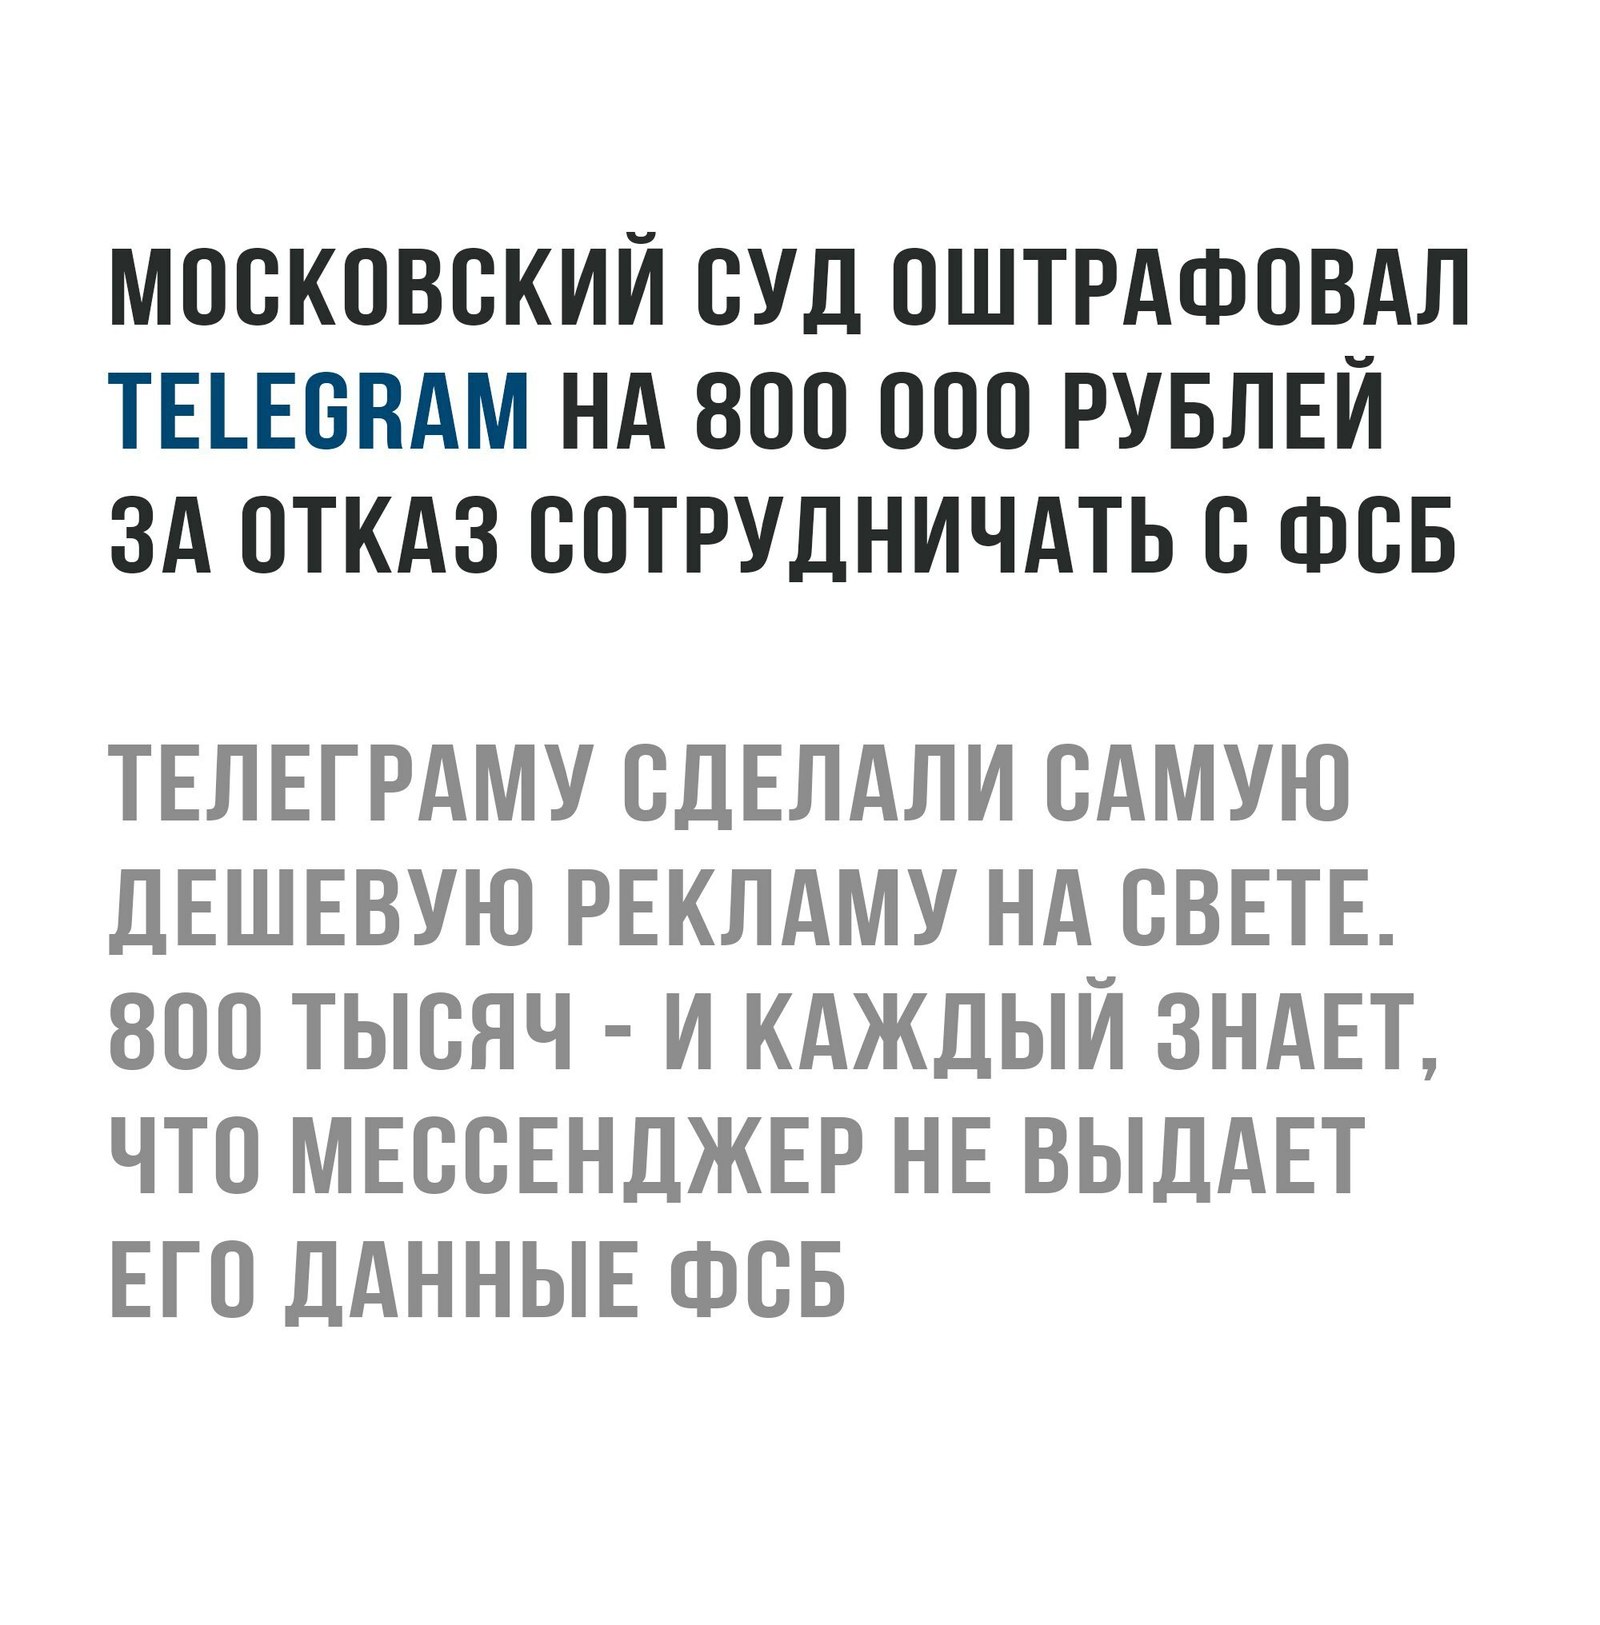 МОСКОВСКИЙ СУД ОШТРАФОВАЛ
TELEGRAM НА 800 000 РУБЛЕЙ
ЗА ОТКАЗ СОТРУДНИЧАТЬ С ФСБ
ТЕЛЕГРАМУ СДЕЛАЛИ САМУЮ
ДЕШЕВУЮ РЕКЛАМУ НА СВЕТЕ.
800 ТЫСЯЧ - И КАЖДЫЙ ЗНАЕТ,
ЧТО МЕССЕНДЖЕР НЕ ВЫДАЕТ
ЕГО ДАННЫЕ ФСБ